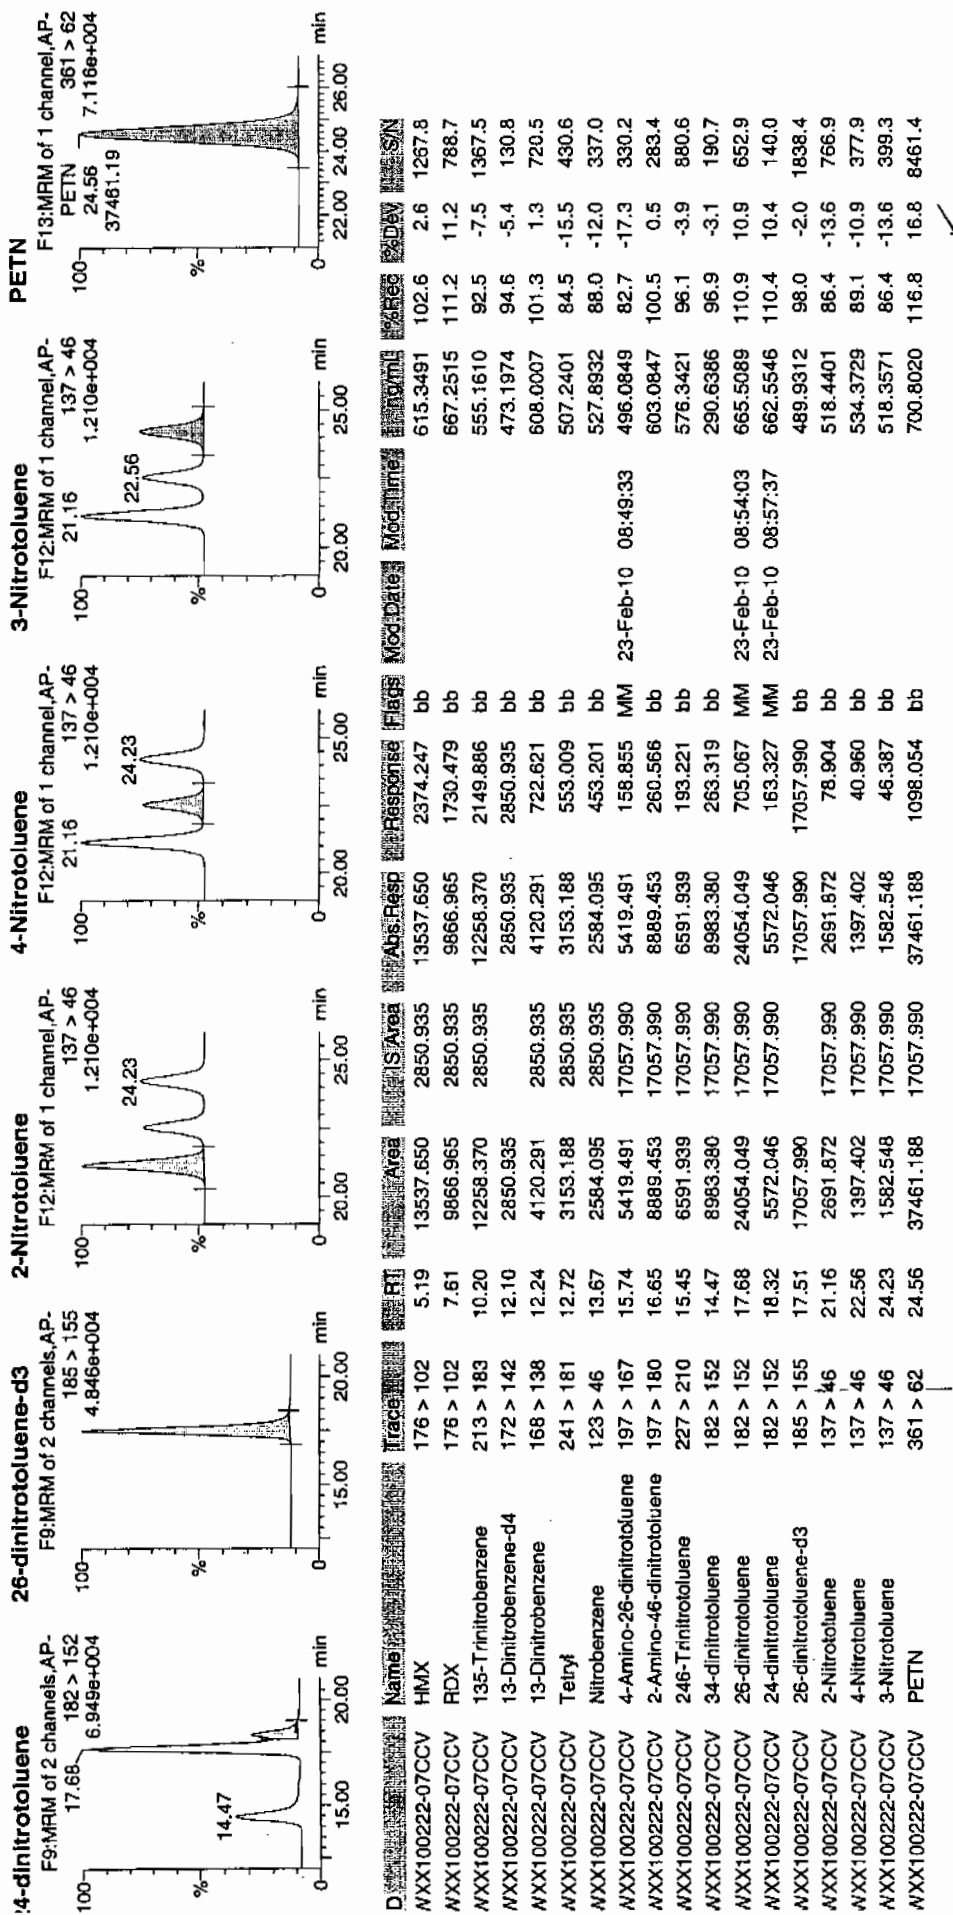 24-dinitrotoluene
F9:MRM of 2 channels,AP-
182 > 152
6.949e+004
17.68
14.47
100
%
0
15.00
20.00
min
26-dinitrotoluene-d3
F9:MRM of 2 channels,AP-
185 > 155
4.846e+004
100
%
0
15.00
20.00
min
2-Nitrotoluene
F12:MRM of 1 channel,AP-
137 > 46
1.210e+004
24.23
100
%
0
20.00
25.00
min
4-Nitrotoluene
F12:MRM of 1 channel,AP-
137 > 46
1.210e+004
21.16
24.23
100
%
0
20.00
25.00
min
3-Nitrotoluene
F12:MRM of 1 channel,AP-
137 > 46
1.210e+004
21.16
22.56
100
%
0
20.00
25.00
min
PETN
F13:MRM of 1 channel,AP-
361 > 62
7.116e+004
PETN
24.56
37461.19
100
%
0
22.00
24.00
26.00
min
D Name Trace RT Area IS Area Abs.Resp Response Flags Mod.Date Mod.Time ng/mL %Rec %Dev S/N
WXX100222-07CCV HMX 176 > 102 5.19 13537.650 2850.935 13537.650 2374.247 bb 615.3491 102.6 2.6 1267.8
WXX100222-07CCV RDX 176 > 102 7.61 9866.965 2850.935 9866.965 1730.479 bb 667.2515 111.2 11.2 788.7
WXX100222-07CCV 135-Trinitrobenzene 213 > 183 10.20 12258.370 2850.935 12258.370 2149.886 bb 555.1610 92.5 -7.5 1367.5
WXX100222-07CCV 13-Dinitrobenzene-d4 172 > 142 12.10 2850.935 2850.935 2850.935 bb 473.1974 94.6 -5.4 130.8
WXX100222-07CCV 13-Dinitrobenzene 168 > 138 12.24 4120.291 2850.935 4120.291 722.621 bb 608.0007 101.3 1.3 720.5
WXX100222-07CCV Tetryl 241 > 181 12.72 3153.188 2850.935 3153.188 553.009 bb 507.2401 84.5 -15.5 430.6
WXX100222-07CCV Nitrobenzene 123 > 46 13.67 2584.095 2850.935 2584.095 453.201 bb 527.8932 88.0 -12.0 337.0
WXX100222-07CCV 4-Amino-26-dinitrotoluene 197 > 167 15.74 5419.491 17057.990 5419.491 158.855 MM 23-Feb-10 08:49:33 496.0849 82.7 -17.3 330.2
WXX100222-07CCV 2-Amino-46-dinitrotoluene 197 > 180 16.65 8889.453 17057.990 8889.453 260.566 bb 603.0847 100.5 0.5 283.4
WXX100222-07CCV 246-Trinitrotoluene 227 > 210 15.45 6591.939 17057.990 6591.939 193.221 bb 576.3421 96.1 -3.9 880.6
WXX100222-07CCV 34-dinitrotoluene 182 > 152 14.47 8983.380 17057.990 8983.380 263.319 bb 290.6386 96.9 -3.1 190.7
WXX100222-07CCV 26-dinitrotoluene 182 > 152 17.68 24054.049 17057.990 24054.049 705.067 MM 23-Feb-10 08:54:03 665.5089 110.9 10.9 652.9
WXX100222-07CCV 24-dinitrotoluene 182 > 152 18.32 5572.046 17057.990 5572.046 163.327 MM 23-Feb-10 08:57:37 662.5546 110.4 10.4 140.0
WXX100222-07CCV 26-dinitrotoluene-d3 185 > 155 17.51 17057.990 17057.990 17057.990 bb 489.9312 98.0 -2.0 1838.4
WXX100222-07CCV 2-Nitrotoluene 137 > 46 21.16 2691.872 17057.990 2691.872 78.904 bb 518.4401 86.4 -13.6 766.9
WXX100222-07CCV 4-Nitrotoluene 137 > 46 22.56 1397.402 17057.990 1397.402 40.960 bb 534.3729 89.1 -10.9 377.9
WXX100222-07CCV 3-Nitrotoluene 137 > 46 24.23 1582.548 17057.990 1582.548 46.387 bb 518.3571 86.4 -13.6 399.3
WXX100222-07CCV PETN 361 > 62 24.56 37461.188 17057.990 37461.188 1098.054 bb 700.8020 116.8 16.8 8461.4